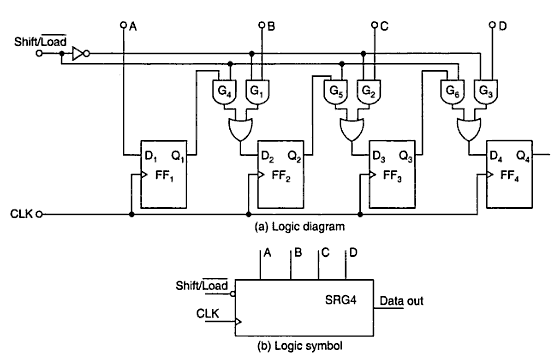 A B C D
Shift/Load
G4 G1 G5 G2 G6 G3
D1 Q1 D2 Q2 D3 Q3 D4 Q4
FF1 FF2 FF3 FF4
CLK
(a) Logic diagram
A B C D
Shift/Load
SRG4
Data out
CLK
(b) Logic symbol